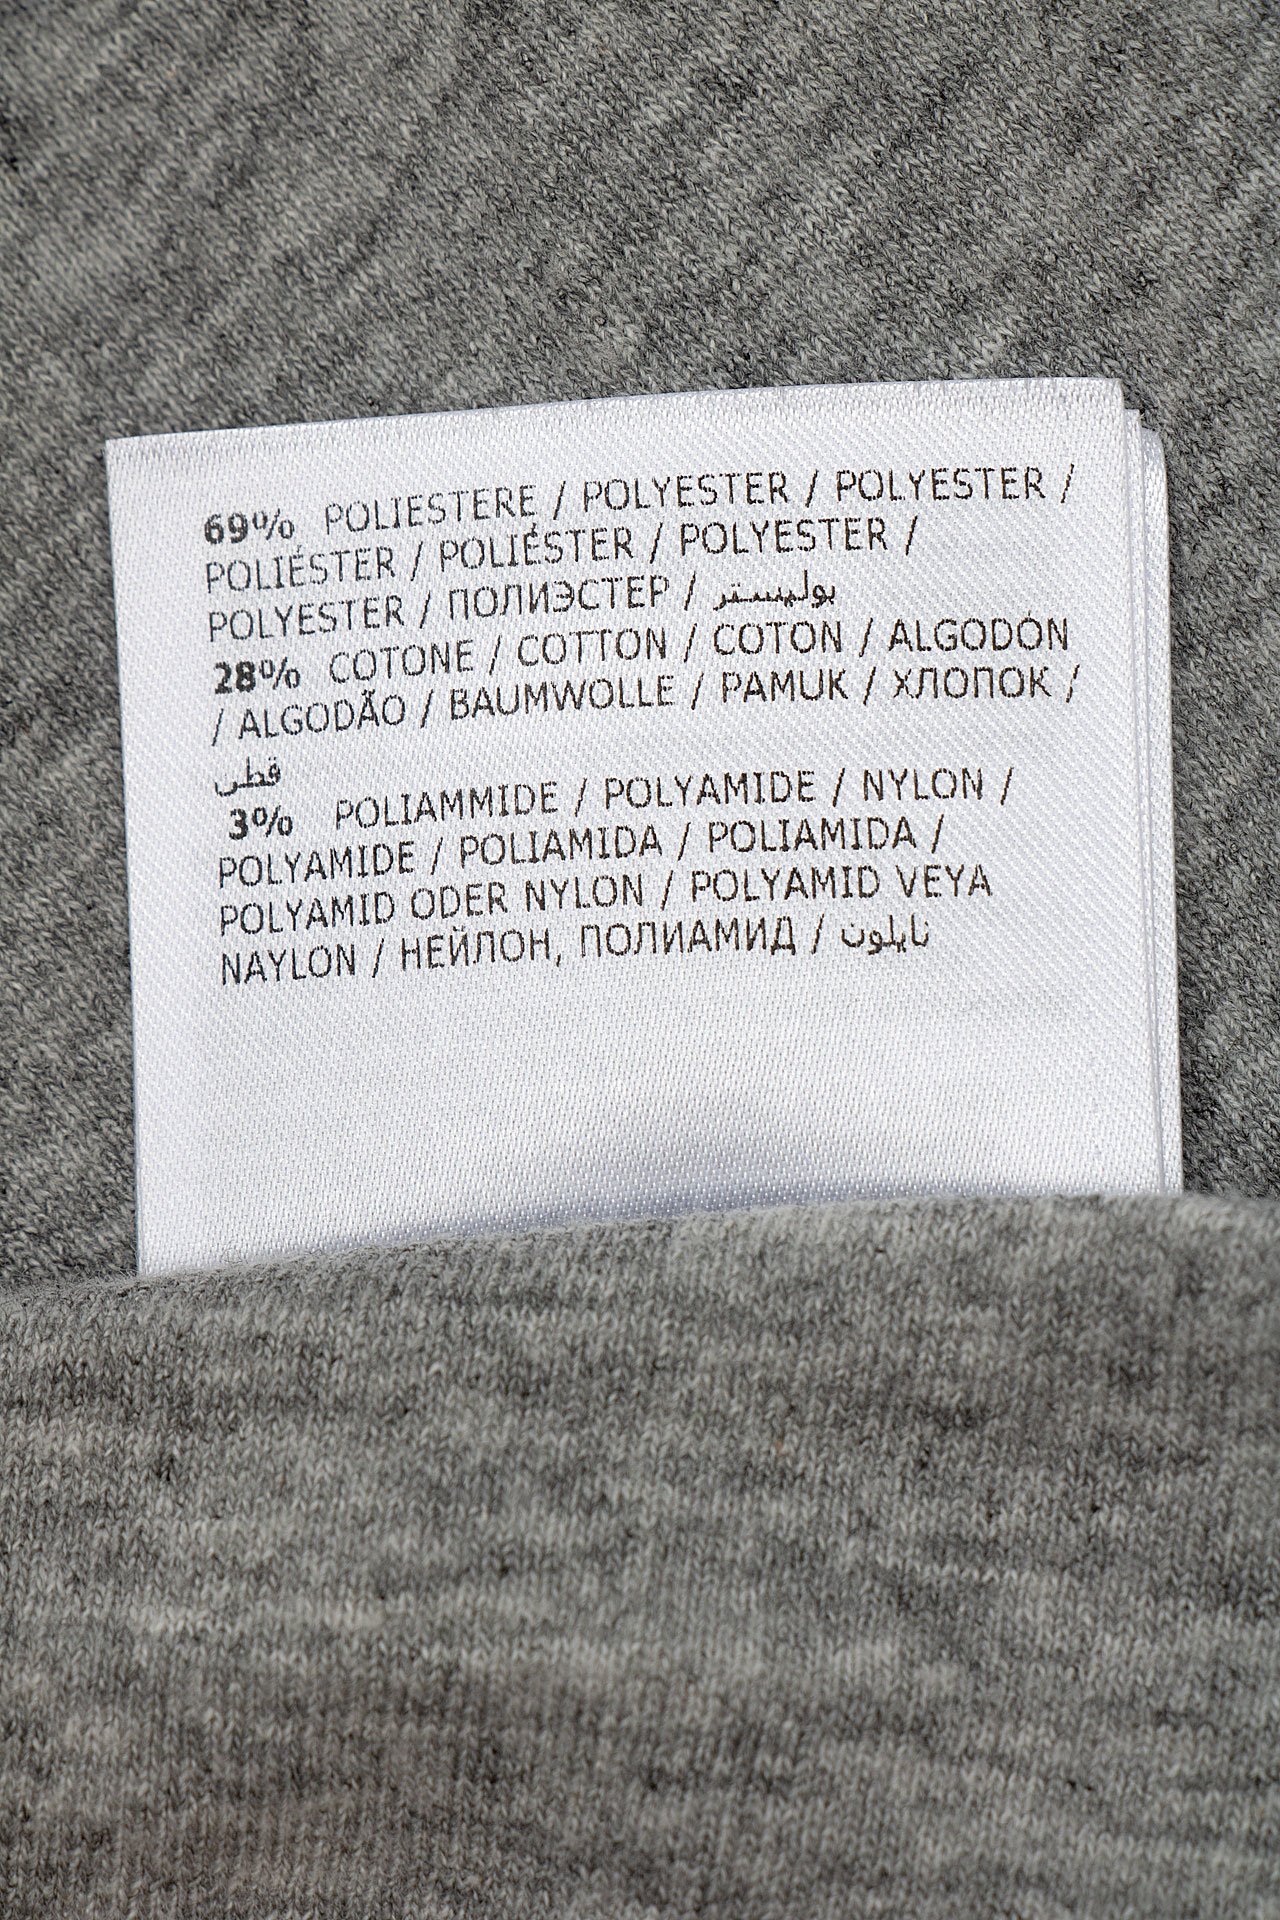 69% POLIESTERE / POLYESTER / POLYESTER /
POLIÉSTER / POLIÉSTER / POLYESTER /
POLYESTER / ПОЛИЭСТЕР / بوليستر
28% COTONE / COTTON / COTON / ALGODÓN
/ ALGODÃO / BAUMWOLLE / PAMUK / ХЛОПОК /
قطن
3% POLIAMMIDE / POLYAMIDE / NYLON /
POLYAMIDE / POLIAMIDA / POLIAMIDA /
POLYAMID ODER NYLON / POLYAMID VEYA
NAYLON / НЕЙЛОН, ПОЛИАМИД / نايلون